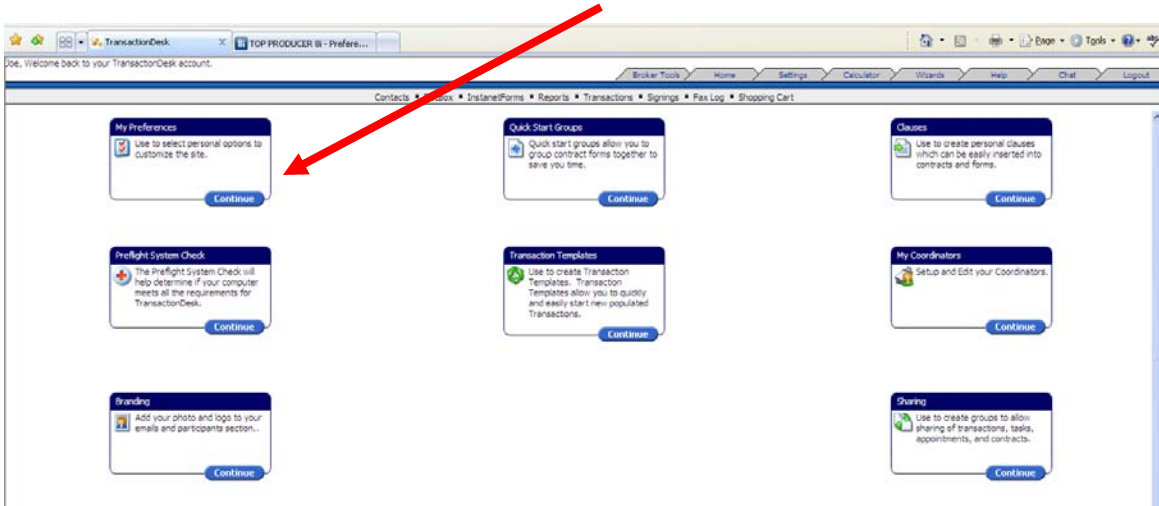 TransactionDesk X TOP PRODUCER 8i - Prefere...
Page Tools
Joe, Welcome back to your TransactionDesk account.
Broker Tools Home Settings Calculator Wizards Help Chat Logout
Contacts • • InstanetForms • Reports • Transactions • Signings • Fax Log • Shopping Cart
My Preferences
Use to select personal options to
customize the site.
Continue
Quick Start Groups
Quick start groups allow you to
group contract forms together to
save you time.
Continue
Clauses
Use to create personal clauses
which can be easily inserted into
contracts and forms.
Continue
Preflight System Check
The Preflight System Check will
help determine if your computer
meets all the requirements for
TransactionDesk.
Continue
Transaction Templates
Use to create Transaction
Templates. Transaction
Templates allow you to quickly
and easily start new populated
Transactions.
Continue
My Coordinators
Setup and Edit your Coordinators.
Continue
Branding
Add your photo and logo to your
emails and participants section..
Continue
Sharing
Use to create groups to allow
sharing of transactions, tasks,
appointments, and contracts.
Continue